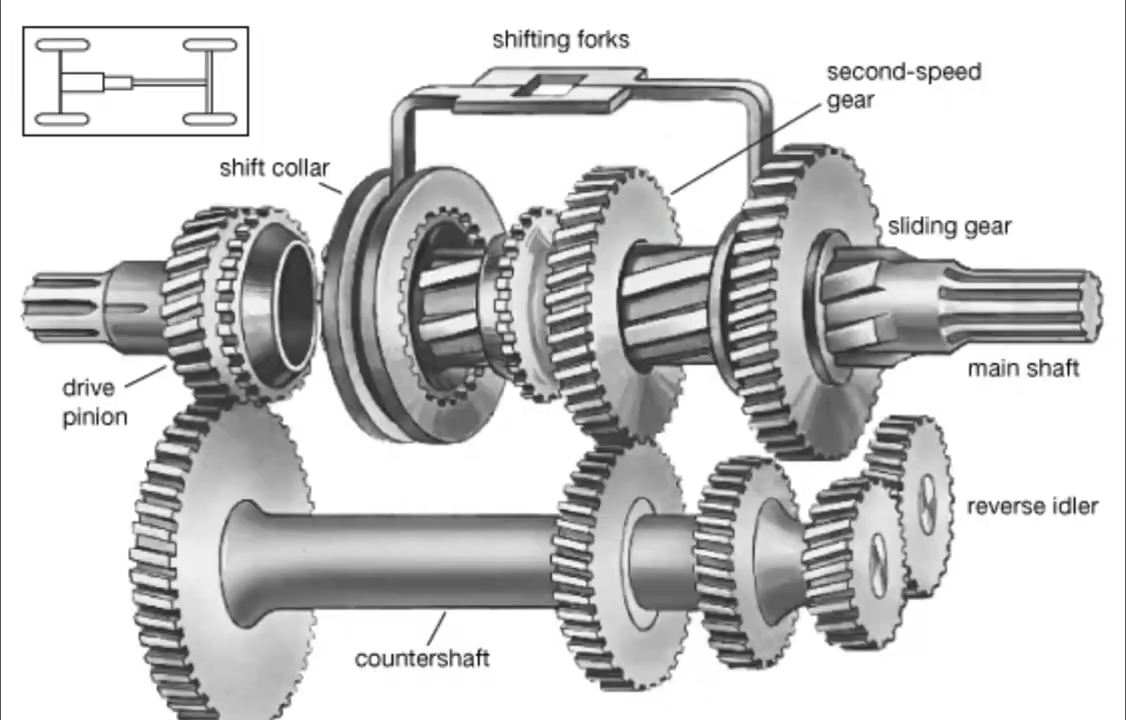 shifting forks
second-speed
gear
shift collar
sliding gear
main shaft
drive
pinion
reverse idler
countershaft